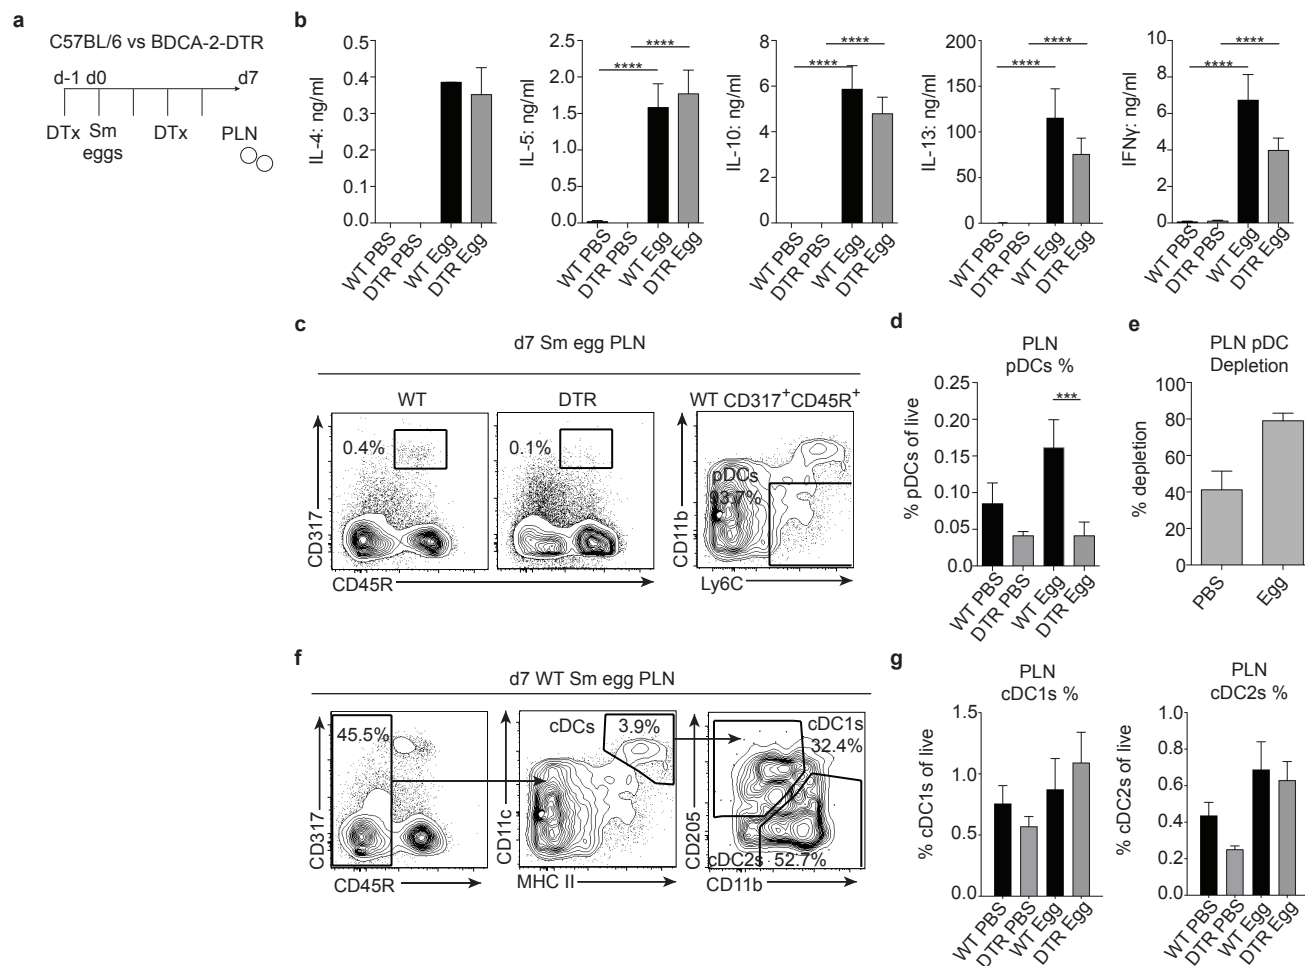 a
C57BL/6 vs BDCA-2-DTR
d-1 d0 d7
DTx Sm DTx PLN
eggs
b
IL-4: ng/ml
0.5
0.4
0.3
0.2
0.1
0.0
WT PBS
DTR PBS
WT Egg
DTR Egg
IL-5: ng/ml
2.5
2.0
1.5
1.0
0.5
0.0
**** ****
WT PBS
DTR PBS
WT Egg
DTR Egg
IL-10: ng/ml
10
8
6
4
2
0
**** ****
WT PBS
DTR PBS
WT Egg
DTR Egg
IL-13: ng/ml
200
150
100
50
0
**** ****
WT PBS
DTR PBS
WT Egg
DTR Egg
IFNγ: ng/ml
10
8
6
4
2
0
**** ****
WT PBS
DTR PBS
WT Egg
DTR Egg
c
d7 Sm egg PLN
WT
0.4%
CD317
CD45R
DTR
0.1%
WT CD317+CD45R+
pDCs
93.7%
CD11b
Ly6C
d
PLN
pDCs %
% pDCs of live
0.25
0.20
0.15
0.10
0.05
0.0
***
WT PBS
DTR PBS
WT Egg
DTR Egg
e
PLN pDC
Depletion
% depletion
100
80
60
40
20
0
PBS
Egg
f
d7 WT Sm egg PLN
45.5%
CD317
CD45R
cDCs 3.9%
CD11c
MHC II
cDC1s
32.4%
cDC2s 52.7%
CD205
CD11b
g
PLN
cDC1s %
% cDC1s of live
1.5
1.0
0.5
0.0
WT PBS
DTR PBS
WT Egg
DTR Egg
PLN
cDC2s %
% cDC2s of live
1.0
0.8
0.6
0.4
0.2
0.0
WT PBS
DTR PBS
WT Egg
DTR Egg